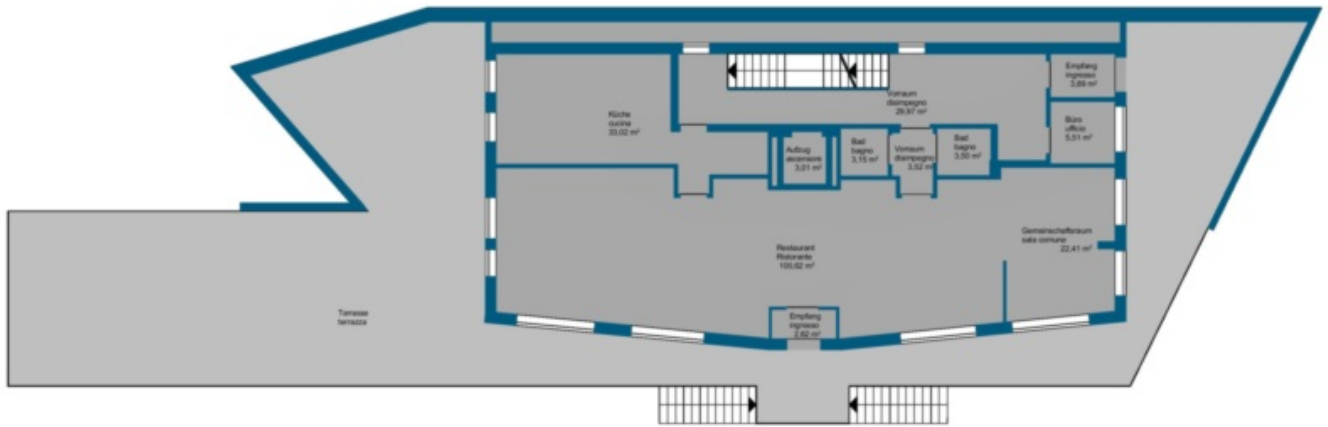 Empfang
ingresso
3,69 m²
Vorraum
disimpegno
29,97 m²
Küche
cucina
33,02 m²
Büro
ufficio
5,51 m²
Aufzug
ascensore
3,01 m²
Bad
bagno
3,15 m²
Vorraum
disimpegno
3,52 m²
Bad
bagno
3,50 m²
Gemeinschaftsraum
sala comune
22,41 m²
Restaurant
Ristorante
100,62 m²
Terrasse
terrazza
Empfang
ingresso
2,62 m²